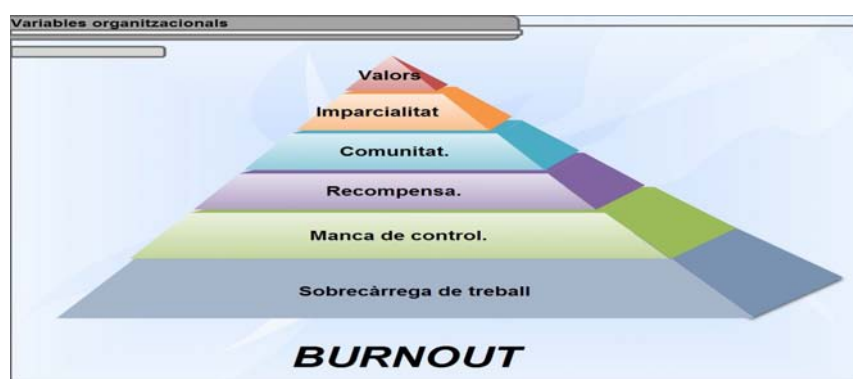 Variables organitzacionals
Valors
Imparcialitat
Comunitat.
Recompensa.
Manca de control.
Sobrecàrrega de treball
BURNOUT